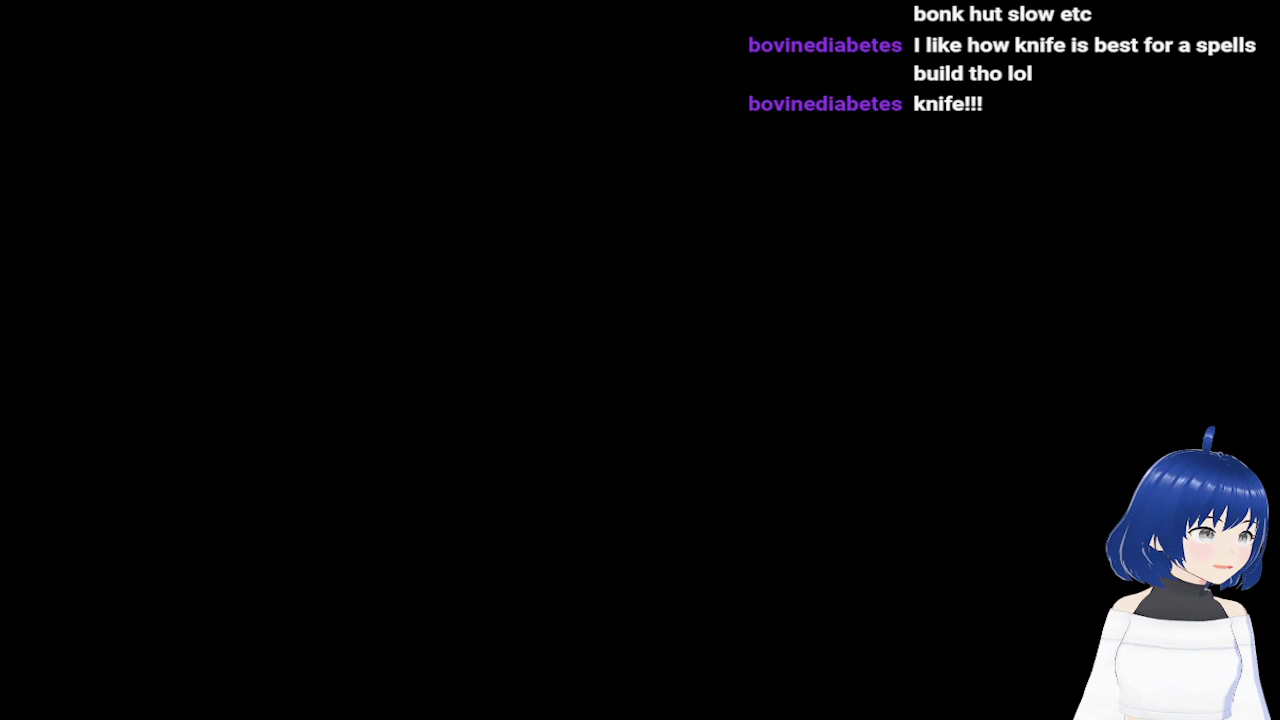 bonk hut slow etc
bovinediabetes I like how knife is best for a spells
build tho lol
bovinediabetes knife!!!